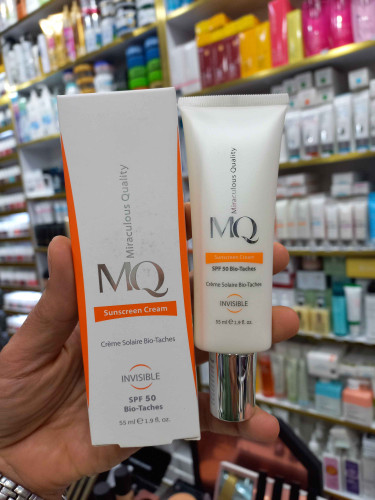 Miraculous Quality
MQ
Sunscreen Cream
Crème Solaire Bio-Taches
INVISIBLE
SPF 50
Bio-Taches
55 ml ℮ 1.9 fl. oz.
Miraculous Quality
MQ
Sunscreen Cream
SPF 50 Bio-Taches
Crème Solaire Bio-Taches
INVISIBLE
55 ml ℮ 1.9 fl. oz.